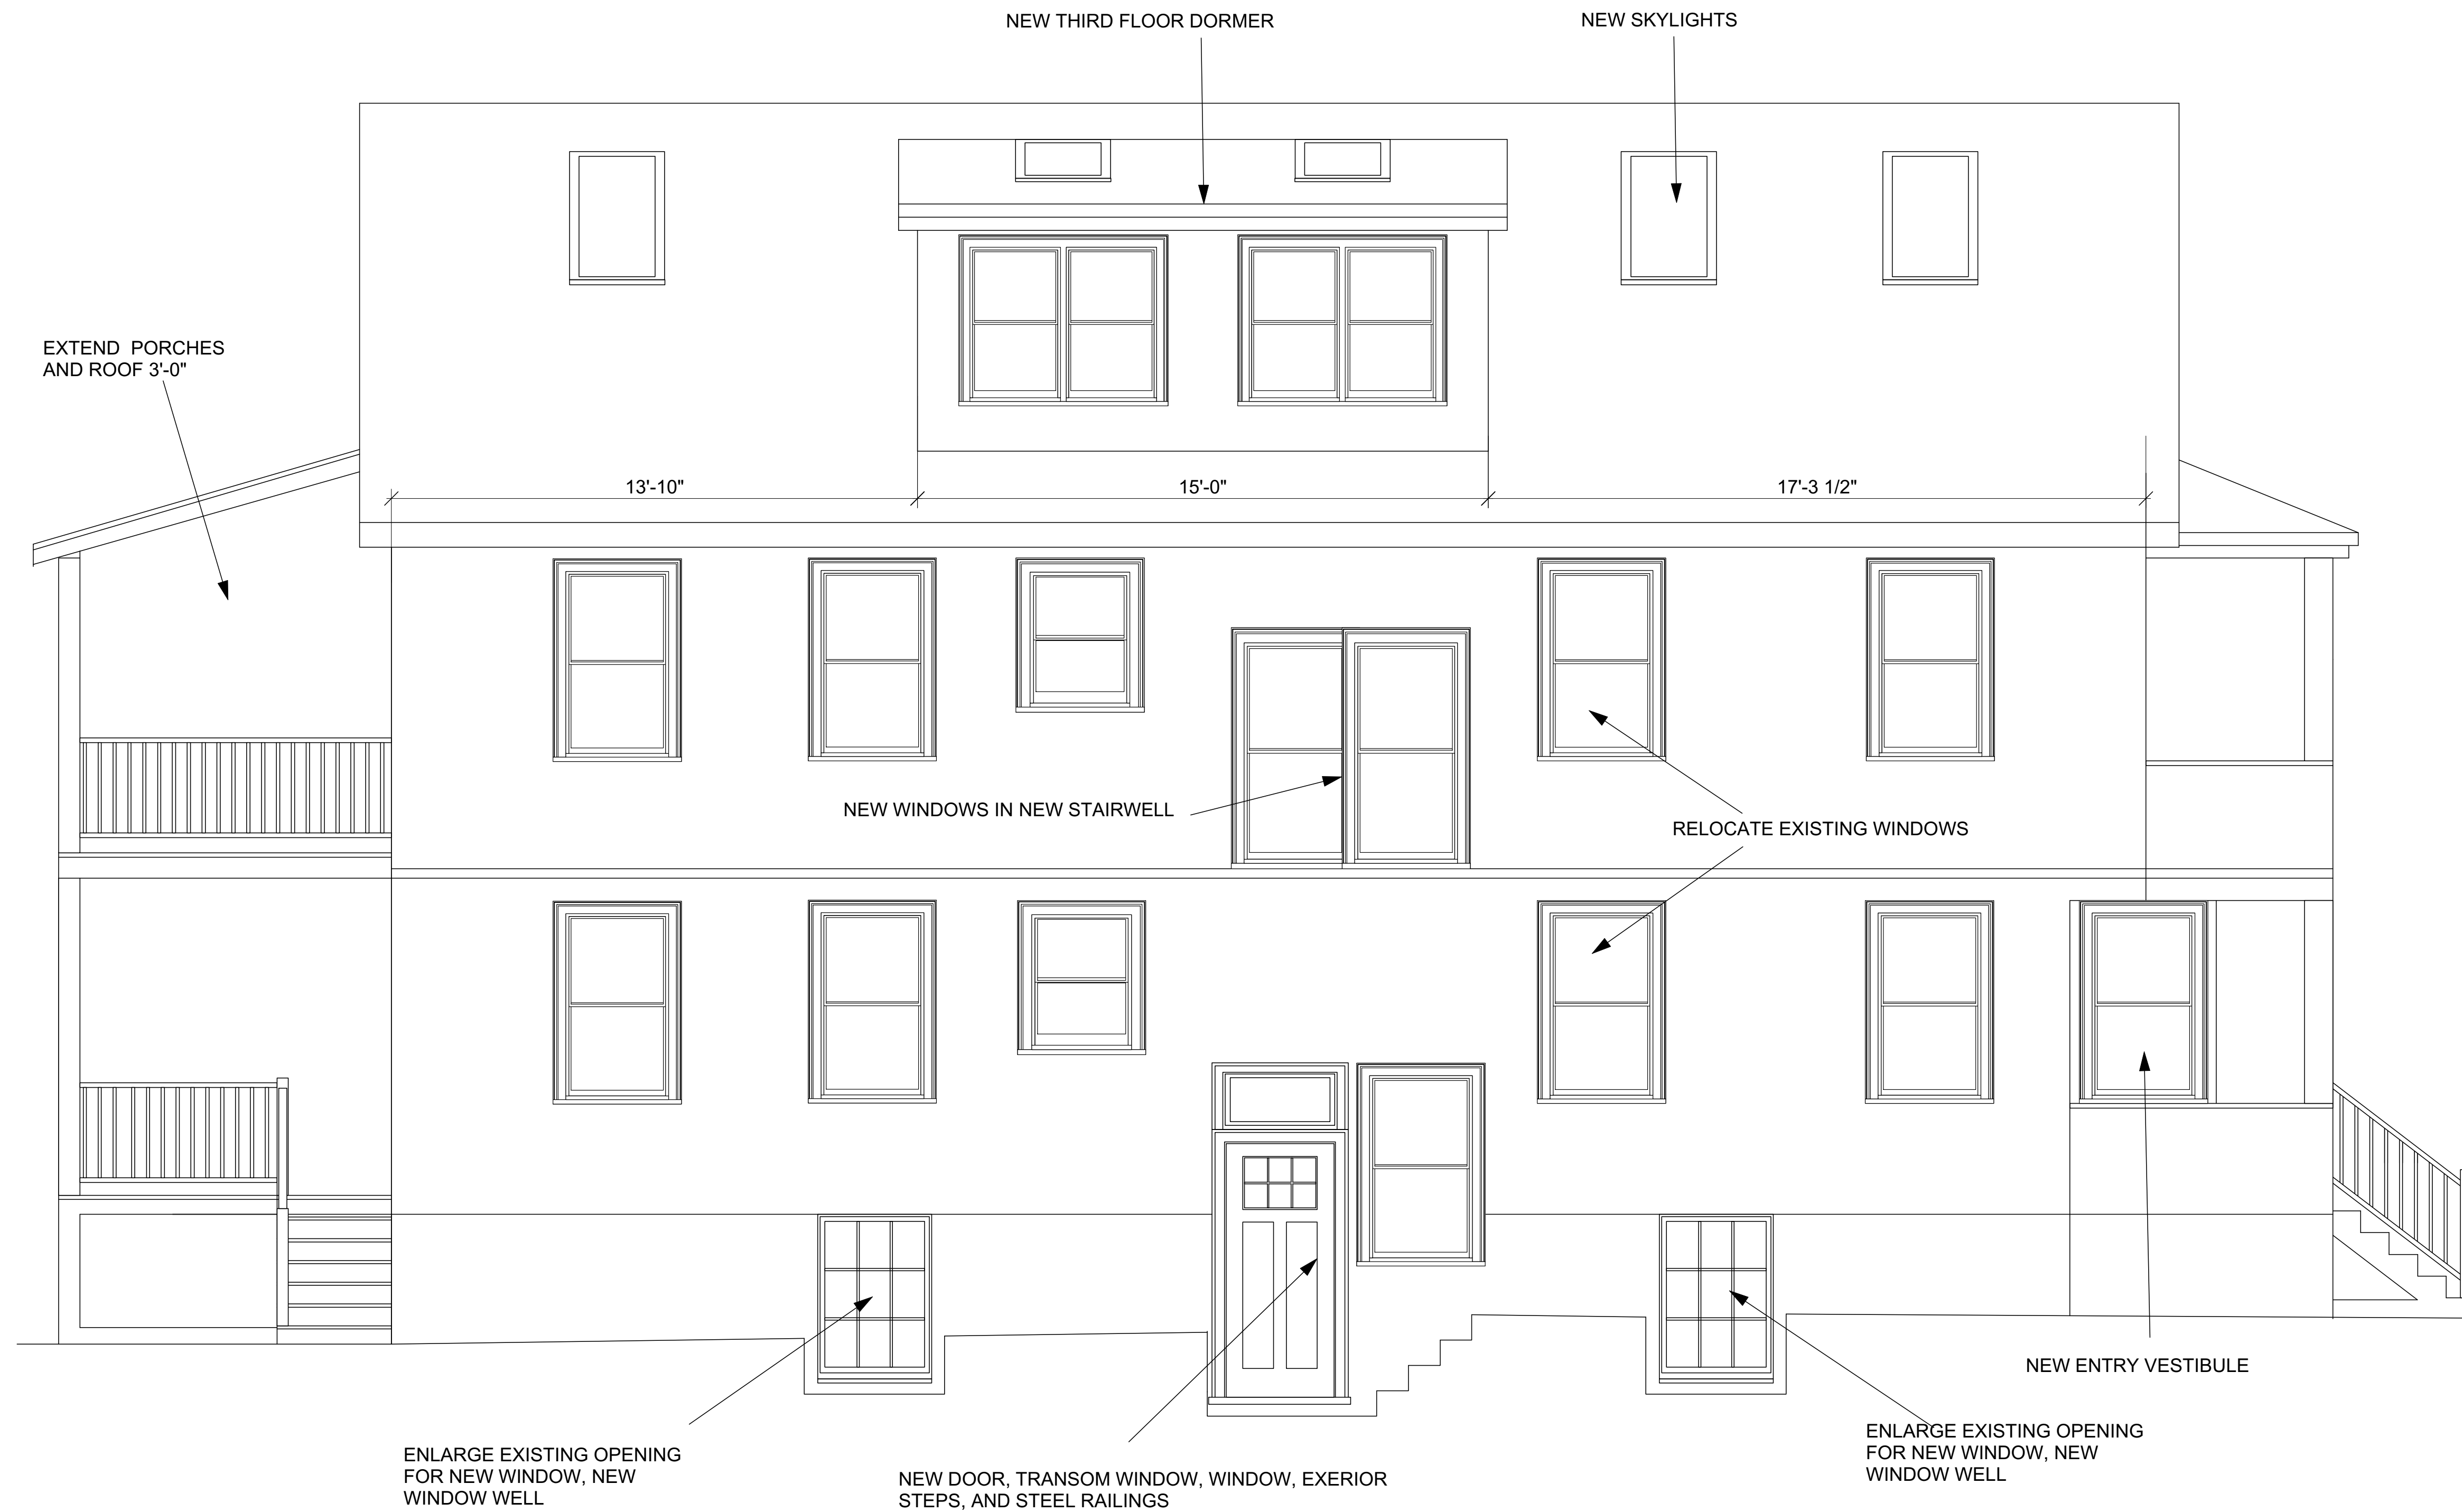 NEW THIRD FLOOR DORMER
NEW SKYLIGHTS
EXTEND  PORCHES
AND ROOF 3'-0"
13'-10"
15'-0"
17'-3 1/2"
NEW WINDOWS IN NEW STAIRWELL
RELOCATE EXISTING WINDOWS
NEW ENTRY VESTIBULE
ENLARGE EXISTING OPENING
FOR NEW WINDOW, NEW
WINDOW WELL
NEW DOOR, TRANSOM WINDOW, WINDOW, EXERIOR
STEPS, AND STEEL RAILINGS
ENLARGE EXISTING OPENING
FOR NEW WINDOW, NEW
WINDOW WELL